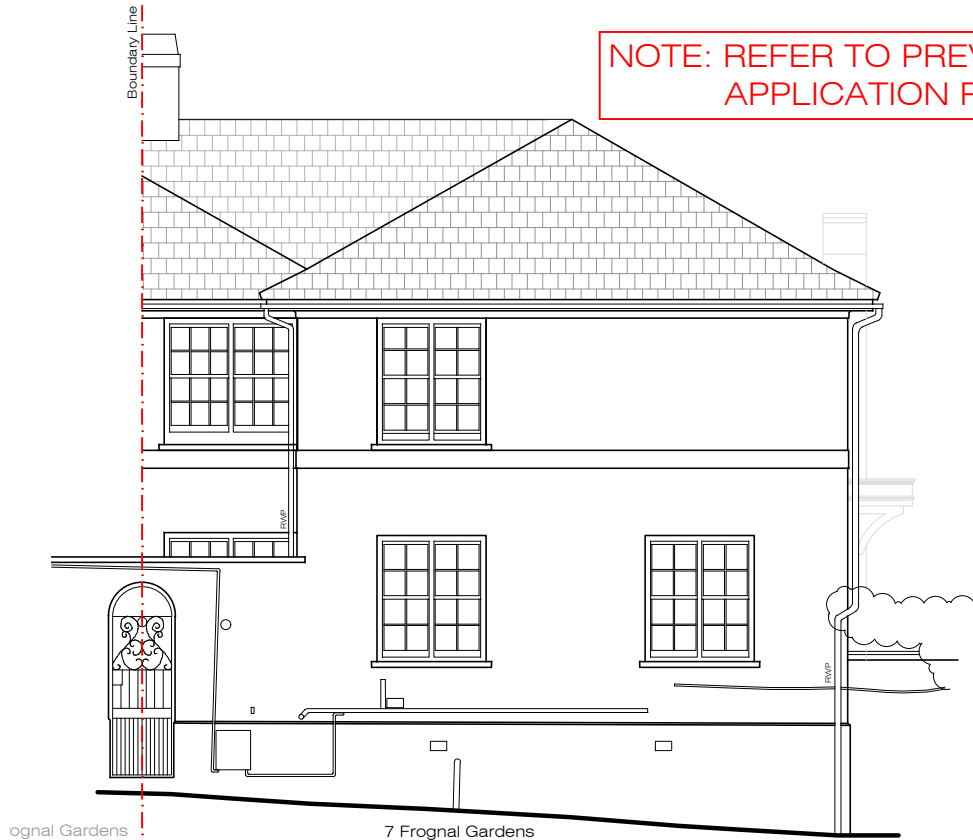 Boundary Line
NOTE: REFER TO PREV
APPLICATION
RWP
RWP
ognal Gardens
7 Frognal Gardens